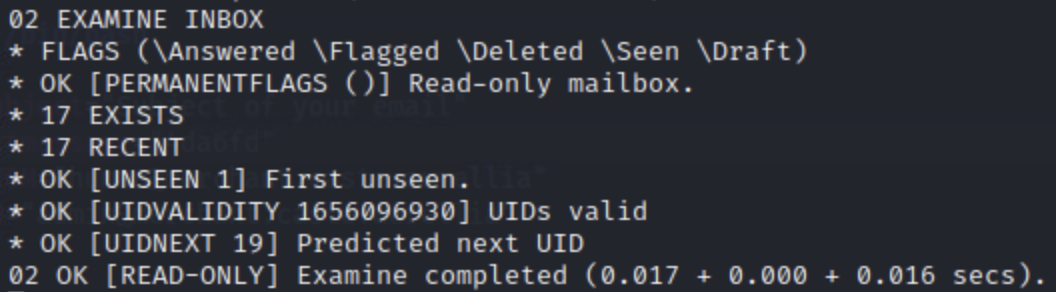 02 EXAMINE INBOX
* FLAGS (\Answered \Flagged \Deleted \Seen \Draft)
* OK [PERMANENTFLAGS ()] Read-only mailbox.
* 17 EXISTS
* 17 RECENT
* OK [UNSEEN 1] First unseen.
* OK [UIDVALIDITY 1656096930] UIDs valid
* OK [UIDNEXT 19] Predicted next UID
02 OK [READ-ONLY] Examine completed (0.017 + 0.000 + 0.016 secs).